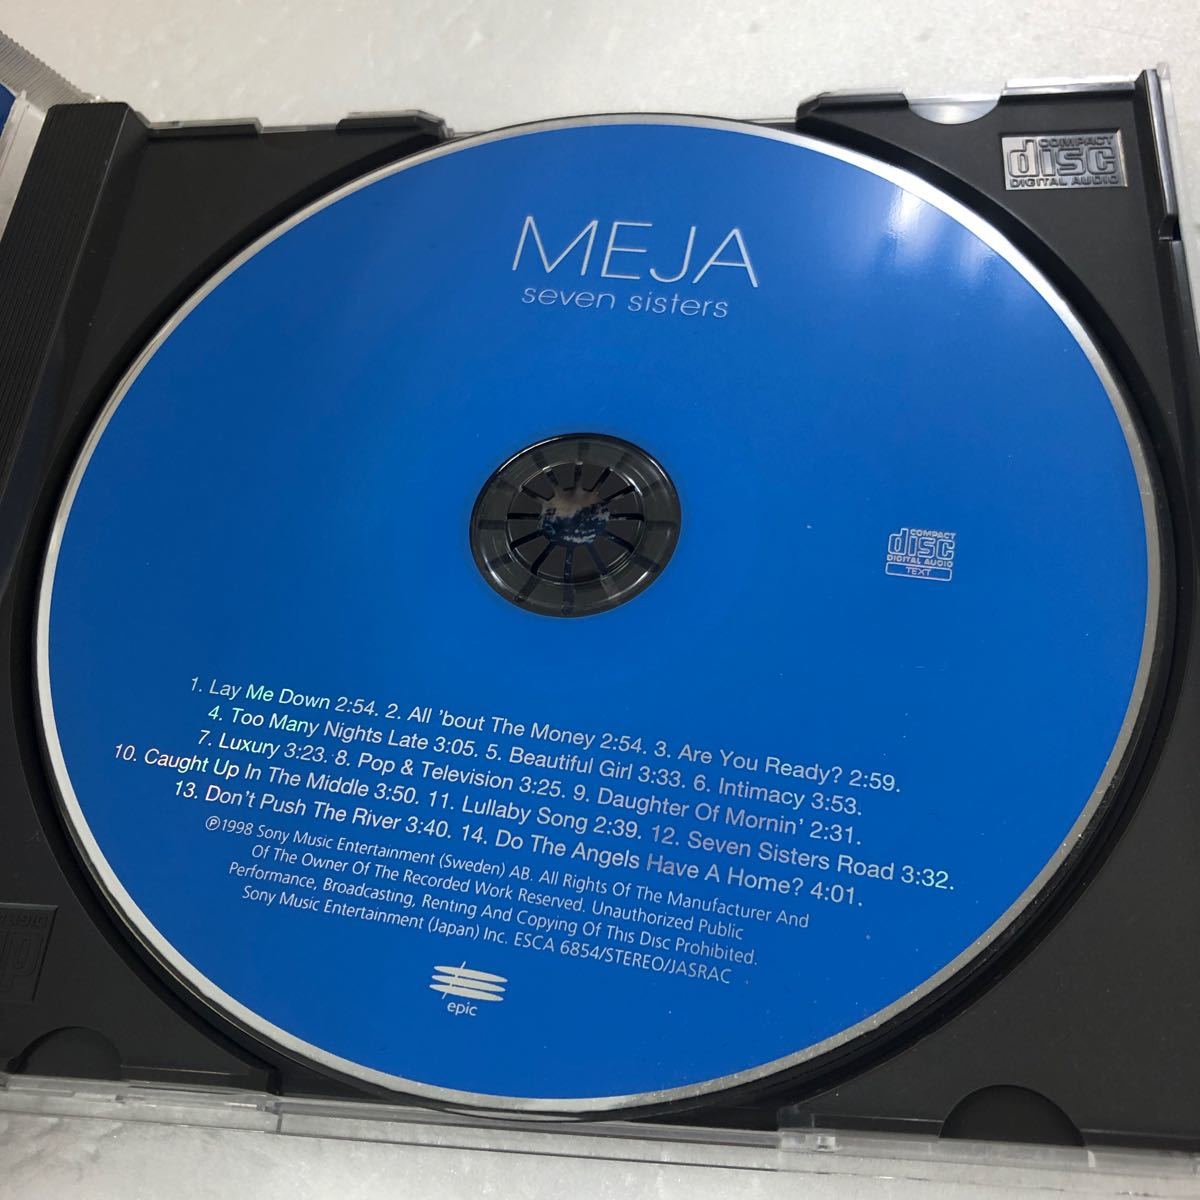 COMPACT
disc
DIGITAL AUDIO
MEJA
seven sisters
COMPACT
disc
DIGITAL AUDIO
TEXT
1. Lay Me Down 2:54. 2. All 'bout The Money 2:54. 3. Are You Ready? 2:59.
4. Too Many Nights Late 3:05. 5. Beautiful Girl 3:33. 6. Intimacy 3:53.
7. Luxury 3:23. 8. Pop & Television 3:25. 9. Daughter Of Mornin' 2:31.
10. Caught Up In The Middle 3:50. 11. Lullaby Song 2:39. 12. Seven Sisters Road 3:32.
13. Don't Push The River 3:40. 14. Do The Angels Have A Home? 4:01.
℗1998 Sony Music Entertainment (Sweden) AB. All Rights Of The Manufacturer And
Of The Owner Of The Recorded Work Reserved. Unauthorized Public
Performance, Broadcasting, Renting And Copying Of This Disc Prohibited.
Sony Music Entertainment (Japan) Inc. ESCA 6854/STEREO/JASRAC
epic